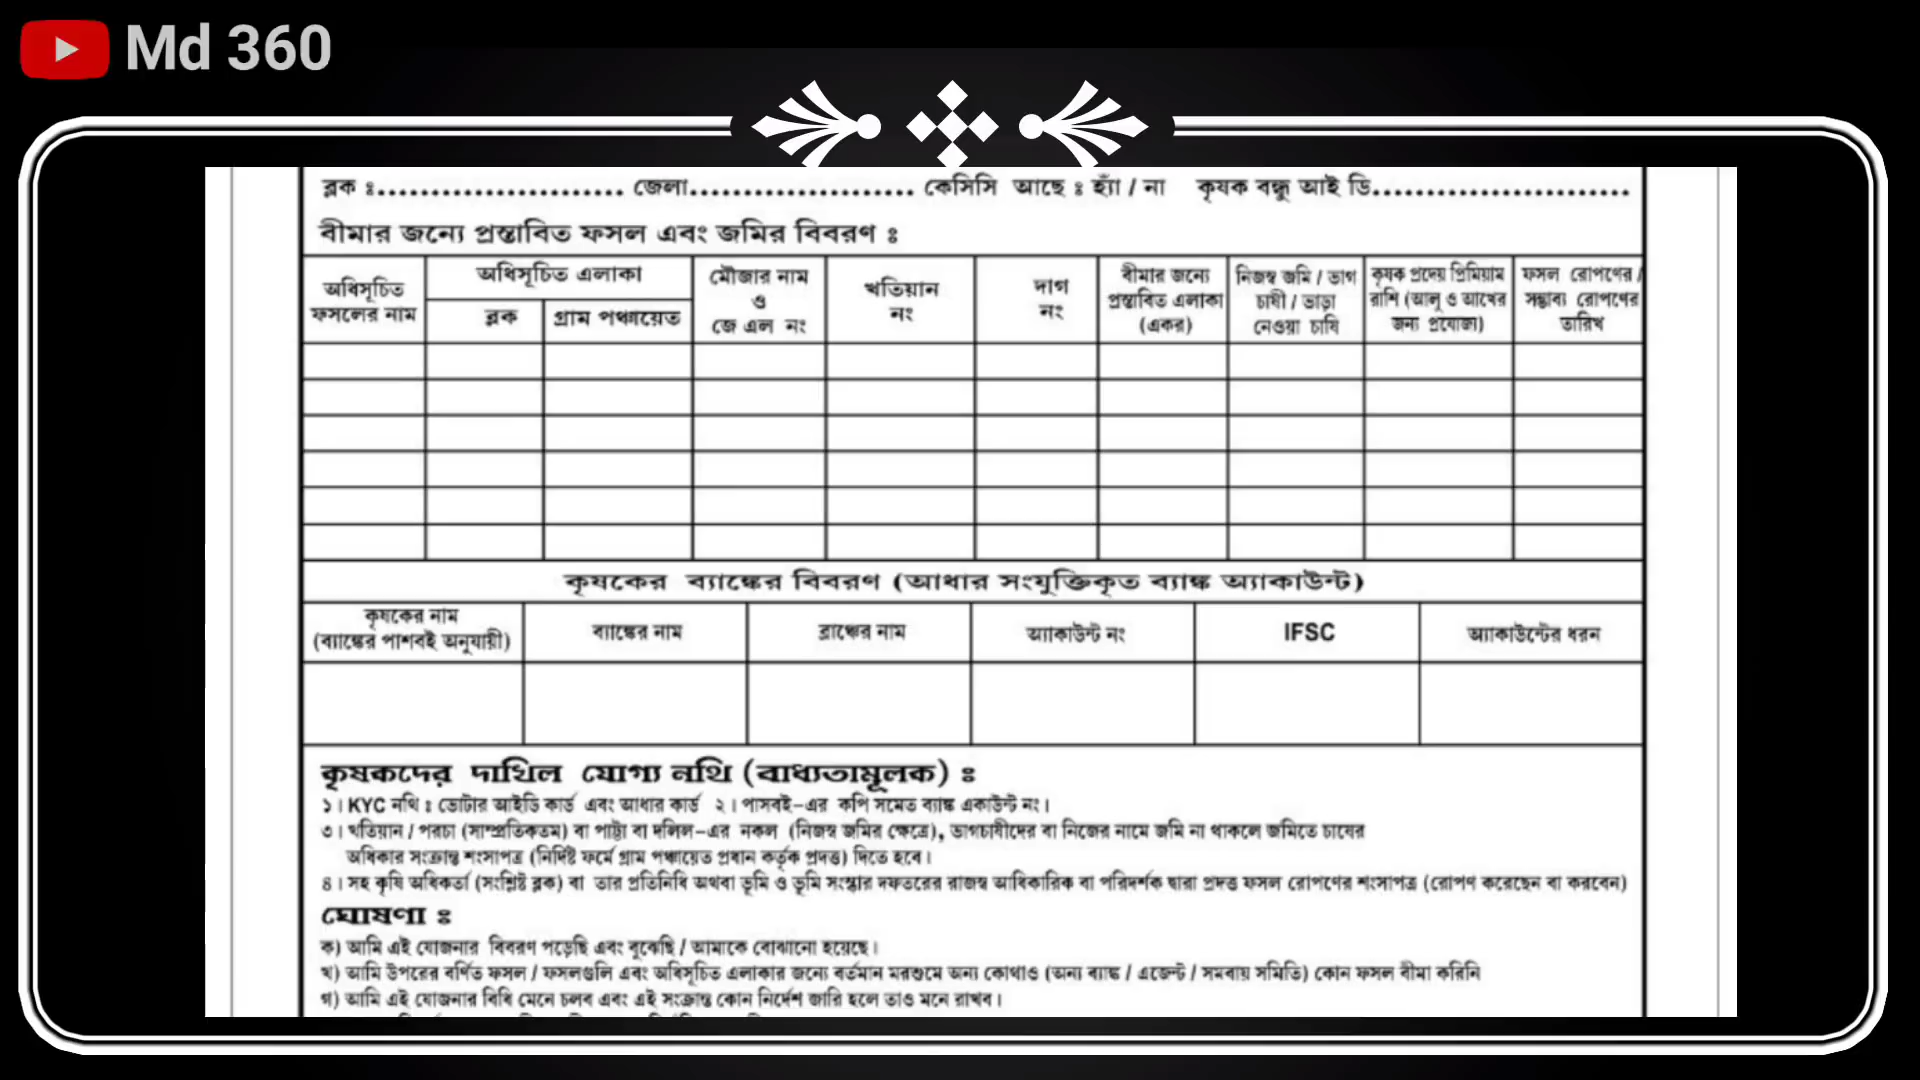 Md 360
ব্লক ঃ........................ জেলা...................... কেসিসি আছে ঃ হ্যাঁ / না কৃষক বন্ধু আই ডি.........................
বীমার জন্যে প্রস্তাবিত ফসল এবং জমির বিবরণ ঃ
অধিসূচিত ফসলের নাম
অধিসূচিত এলাকা
ব্লক
গ্রাম পঞ্চায়েত
মৌজার নাম ও জে এল নং
খতিয়ান নং
দাগ নং
বীমার জন্যে প্রস্তাবিত এলাকা (একর)
নিজস্ব জমি / ভাগ চাষী / ভাড়া নেওয়া চাষি
কৃষক প্রদেয় প্রিমিয়াম রাশি (আলু ও আখের জন্য প্রযোজ্য)
ফসল রোপণের / সম্ভাব্য রোপণের তারিখ
কৃষকের ব্যাঙ্কের বিবরণ (আধার সংযুক্তিকৃত ব্যাঙ্ক অ্যাকাউন্ট)
কৃষকের নাম (ব্যাঙ্কের পাশবই অনুযায়ী)
ব্যাঙ্কের নাম
ব্রাঞ্চের নাম
অ্যাকাউন্ট নং
IFSC
অ্যাকাউন্টের ধরন
কৃষকদের দাখিল যোগ্য নথি (বাধ্যতামূলক) ঃ
১। KYC নথি ঃ ভোটার আইডি কার্ড এবং আধার কার্ড ২। পাসবই-এর কপি সমেত ব্যাঙ্ক একাউন্ট নং।
৩। খতিয়ান / পরচা (সাম্প্রতিকতম) বা পাট্টা বা দলিল-এর নকল (নিজস্ব জমির ক্ষেত্রে), ভাগচাষীদের বা নিজের নামে জমি না থাকলে জমিতে চাষের
অধিকার সংক্রান্ত শংসাপত্র (নির্দিষ্ট ফর্মে গ্রাম পঞ্চায়েত প্রধান কর্তৃক প্রদত্ত) দিতে হবে।
৪। সহ কৃষি অধিকর্তা (সংশ্লিষ্ট ব্লক) বা তার প্রতিনিধি অথবা ভূমি ও ভূমি সংস্কার দফতরের রাজস্ব আধিকারিক বা পরিদর্শক দ্বারা প্রদত্ত ফসল রোপণের শংসাপত্র (রোপণ করেছেন বা করবেন)
ঘোষণা ঃ
ক) আমি এই যোজনার বিবরণ পড়েছি এবং বুঝেছি / আমাকে বোঝানো হয়েছে।
খ) আমি উপরের বর্ণিত ফসল / ফসলগুলি এবং অধিসূচিত এলাকার জন্যে বর্তমান মরশুমে অন্য কোথাও (অন্য ব্যাঙ্ক / এজেন্ট / সমবায় সমিতি) কোন ফসল বীমা করিনি
গ) আমি এই যোজনার বিধি মেনে চলব এবং এই সংক্রান্ত কোন নির্দেশ জারি হলে তাও মনে রাখব।